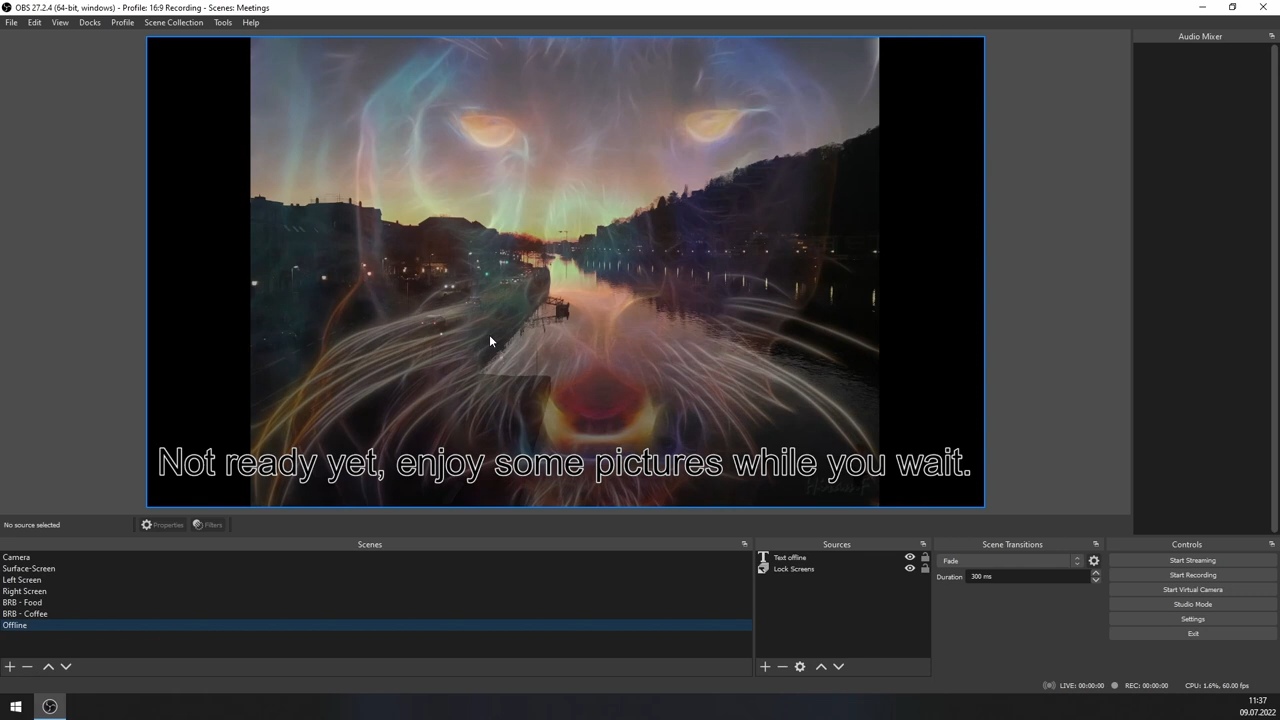 OBS 27.2.4 (64-bit, windows) - Profile: 16:9 Recording - Scenes: Meetings
File Edit View Docks Profile Scene Collection Tools Help
Audio Mixer
Not ready yet, enjoy some pictures while you wait.
No source selected Properties Filters
Scenes
Camera
Surface-Screen
Left Screen
Right Screen
BRB - Food
BRB - Coffee
Offline
Sources
Text offline
Lock Screens
Scene Transitions
Fade
Duration 300 ms
Controls
Start Streaming
Start Recording
Start Virtual Camera
Studio Mode
Settings
Exit
LIVE: 00:00:00 REC: 00:00:00 CPU: 1.6%, 60.00 fps
11:37
09.07.2022